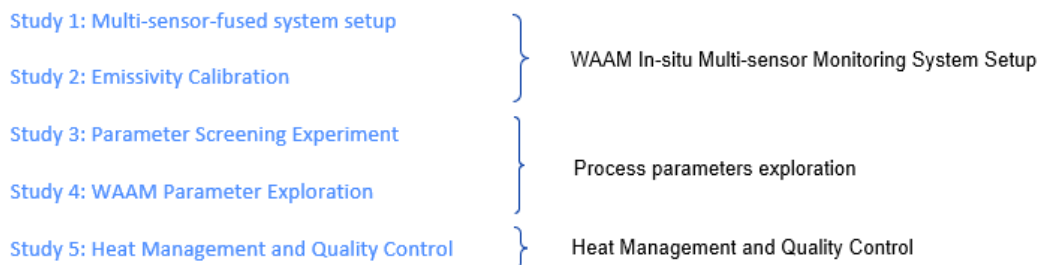 Study 1: Multi-sensor-fused system setup
Study 2: Emissivity Calibration
WAAM In-situ Multi-sensor Monitoring System Setup
Study 3: Parameter Screening Experiment
Study 4: WAAM Parameter Exploration
Process parameters exploration
Study 5: Heat Management and Quality Control
Heat Management and Quality Control